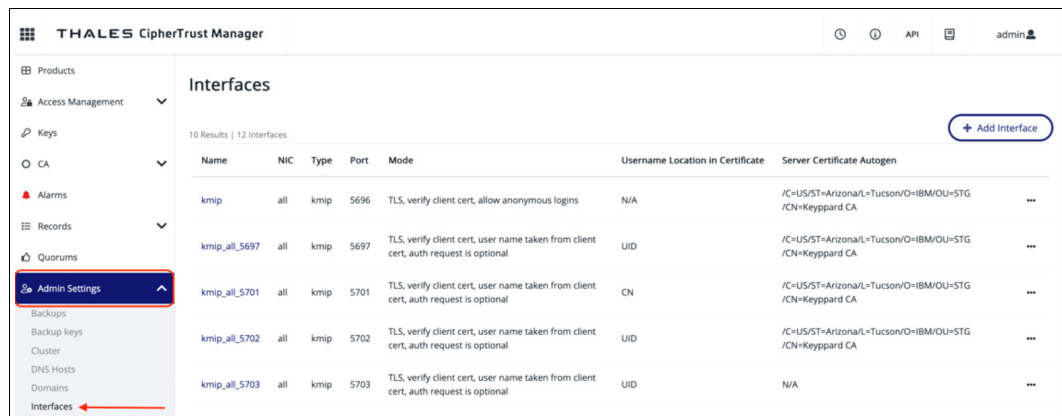 THALES CipherTrust Manager
API
admin
Products
Access Management
Keys
CA
Alarms
Records
Quorums
Admin Settings
Backups
Backup keys
Cluster
DNS Hosts
Domains
Interfaces
Interfaces
10 Results | 12 Interfaces
+ Add Interface
Name NIC Type Port Mode Username Location in Certificate Server Certificate Autogen
kmip all kmip 5696 TLS, verify client cert, allow anonymous logins N/A /C=US/ST=Arizona/L=Tucson/O=IBM/OU=STG
/CN=Keyppard CA
kmip_all_5697 all kmip 5697 TLS, verify client cert, user name taken from client
cert, auth request is optional UID /C=US/ST=Arizona/L=Tucson/O=IBM/OU=STG
/CN=Keyppard CA
kmip_all_5701 all kmip 5701 TLS, verify client cert, user name taken from client
cert, auth request is optional CN /C=US/ST=Arizona/L=Tucson/O=IBM/OU=STG
/CN=Keyppard CA
kmip_all_5702 all kmip 5702 TLS, verify client cert, user name taken from client
cert, auth request is optional UID /C=US/ST=Arizona/L=Tucson/O=IBM/OU=STG
/CN=Keyppard CA
kmip_all_5703 all kmip 5703 TLS, verify client cert, user name taken from client
cert, auth request is optional UID N/A